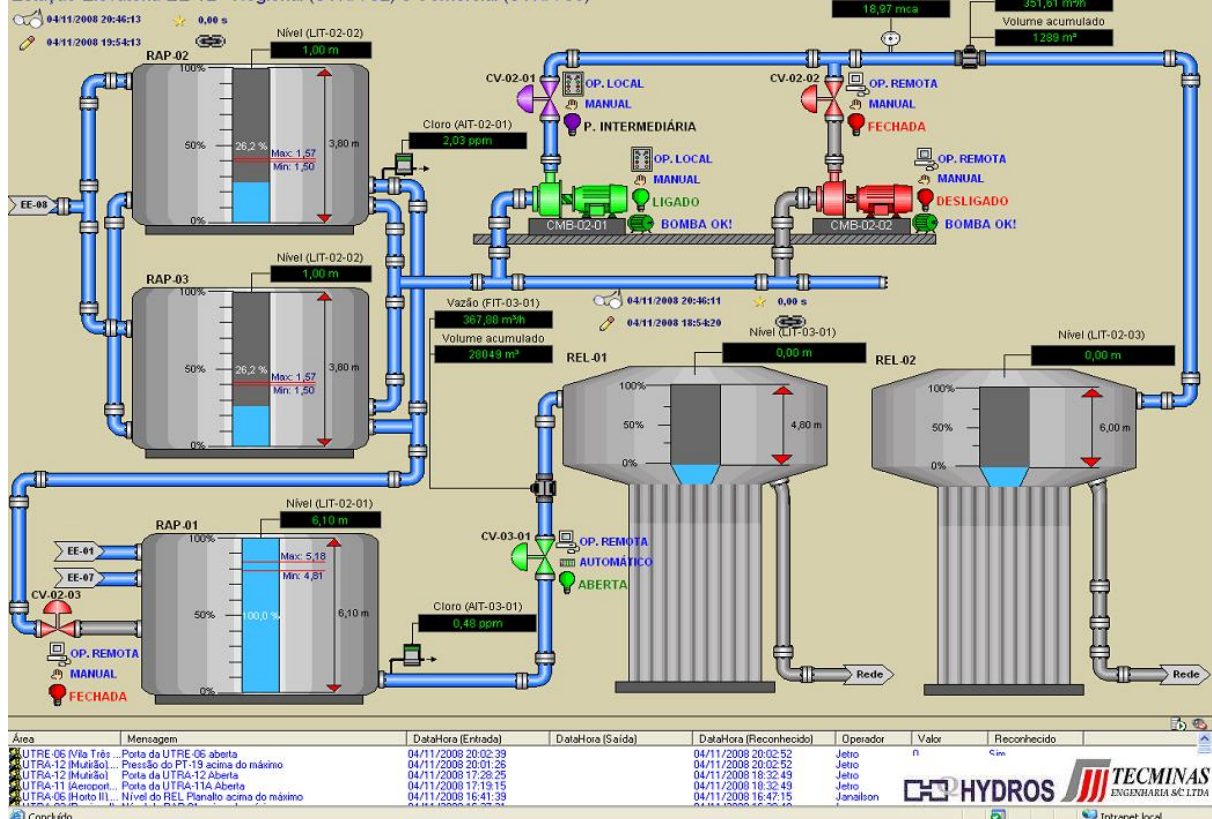 04/11/2008 20:46:13 0,00 s
04/11/2008 19:54:13
RAP-02
Nível (LIT-02-02)
1,00 m
100%
50%
0%
26,2 %
Max: 1,57
Min: 1,50
3,80 m
EE-08
Cloro (AIT-02-01)
2,03 ppm
RAP-03
Nível (LIT-02-02)
1,00 m
100%
50%
0%
26,2 %
Max: 1,57
Min: 1,50
3,80 m
18,97 mca
351,61 m³/h
Volume acumulado
1289 m³
CV-02-01
OP. LOCAL
MANUAL
P. INTERMEDIÁRIA
CV-02-02
OP. REMOTA
MANUAL
FECHADA
OP. LOCAL
MANUAL
LIGADO
BOMBA OK!
CMB-02-01
OP. REMOTA
MANUAL
DESLIGADO
BOMBA OK!
CMB-02-02
04/11/2008 20:46:11 0,00 s
04/11/2008 18:54:20
Vazão (FIT-03-01)
367,88 m³/h
Volume acumulado
28049 m³
REL-01
Nível (LIT-03-01)
0,00 m
100%
50%
0%
4,80 m
Rede
REL-02
Nível (LIT-02-03)
0,00 m
100%
50%
0%
6,00 m
Rede
RAP-01
Nível (LIT-02-01)
6,10 m
100%
50%
0%
100,0 %
Max: 5,18
Min: 4,81
6,10 m
EE-01
EE-07
CV-02-03
OP. REMOTA
MANUAL
FECHADA
CV-03-01
OP. REMOTA
AUTOMÁTICO
ABERTA
Cloro (AIT-03-01)
0,48 ppm
Área Mensagem DataHora (Entrada) DataHora (Saída) DataHora (Reconhecido) Operador Valor Reconhecido
UTRE-06 (Vila Três ... Porta da UTRE-06 aberta 04/11/2008 20:02:39 04/11/2008 20:02:52 Jetro 0 Sim
UTRA-12 (Mutirão)... Pressão do PT-19 acima do máximo 04/11/2008 20:01:26 04/11/2008 20:02:52 Jetro
UTRA-12 (Mutirão) Porta da UTRA-12 Aberta 04/11/2008 17:28:25 04/11/2008 18:32:49 Jetro
UTRA-11 (Aeroport... Porta da UTRA-11A Aberta 04/11/2008 17:19:15 04/11/2008 18:32:49 Jetro
UTRA-06 (Horto II)... Nível do REL Planalto acima do máximo 04/11/2008 16:41:39 04/11/2008 16:47:15 Janailson
HYDROS
TECMINAS
ENGENHARIA S/C LTDA
Concluído Intranet local